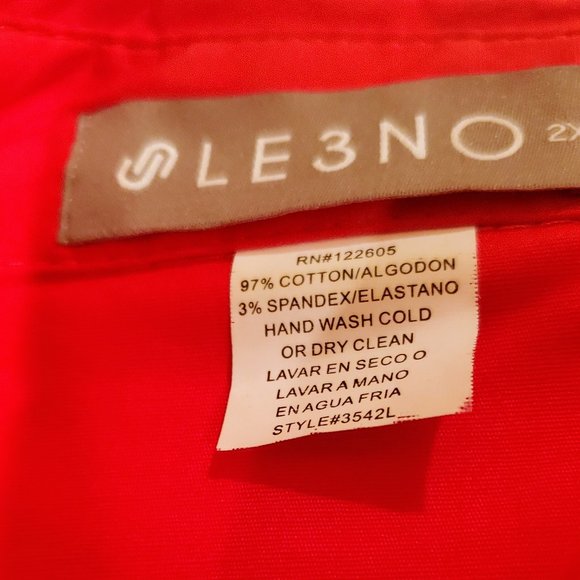 LE3NO 2X
RN#122605
97% COTTON/ALGODON
3% SPANDEX/ELASTANO
HAND WASH COLD
OR DRY CLEAN
LAVAR EN SECO O
LAVAR A MANO
EN AGUA FRIA
STYLE#3542L